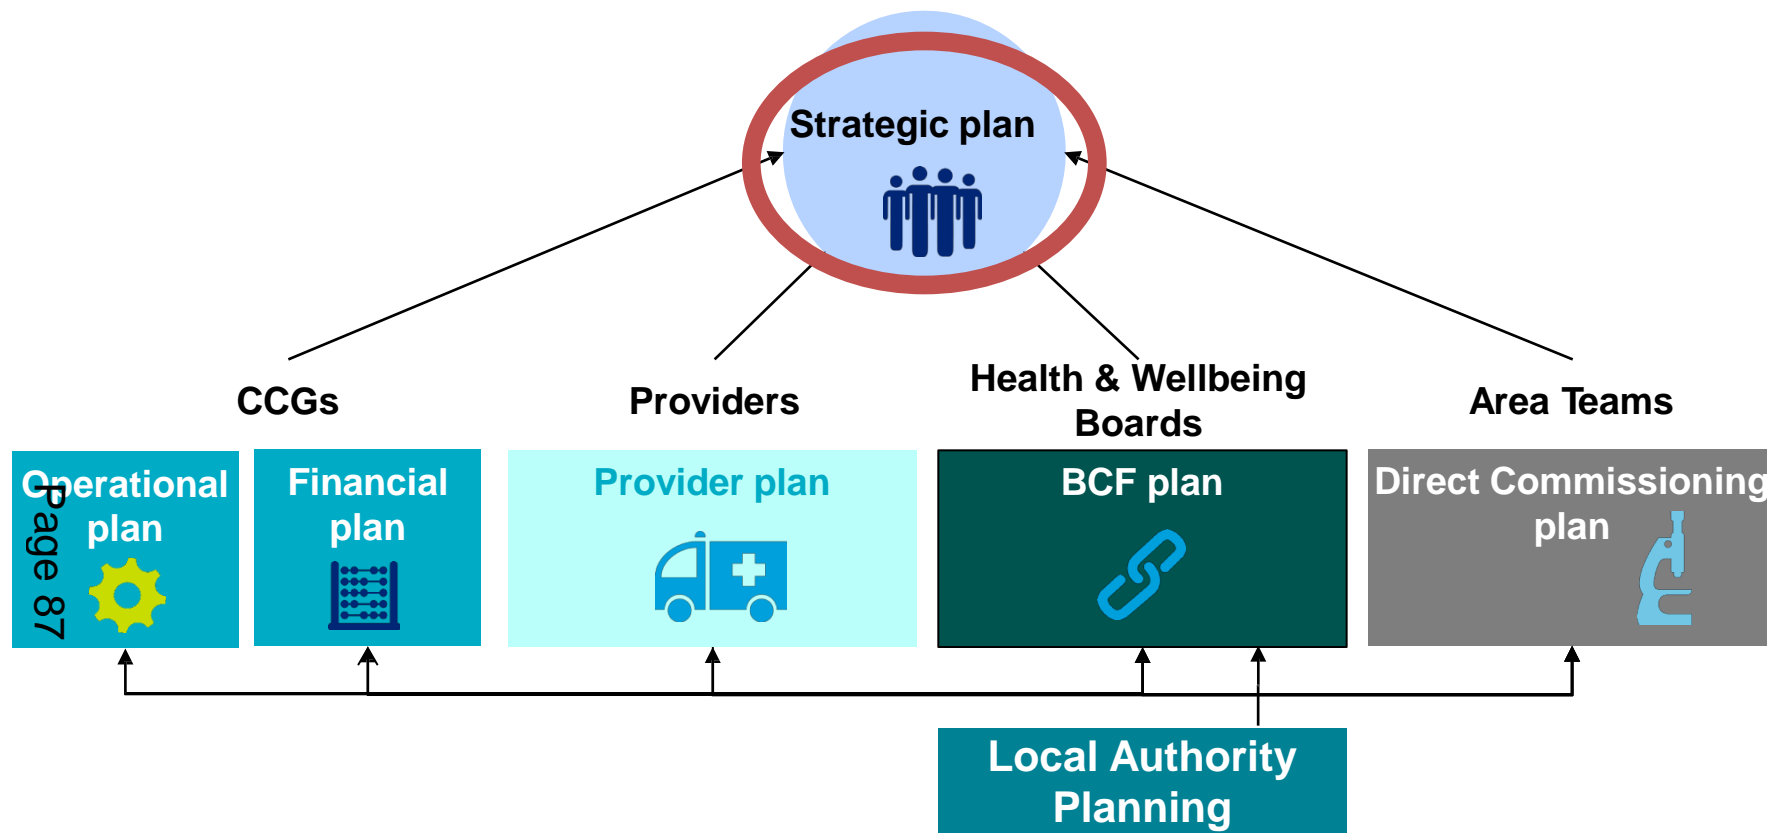 Strategic plan
CCGs
Providers
Health & Wellbeing
Boards
Area Teams
Operational
plan
Financial
plan
Provider plan
BCF plan
Direct Commissioning
plan
Page 87
Local Authority
Planning